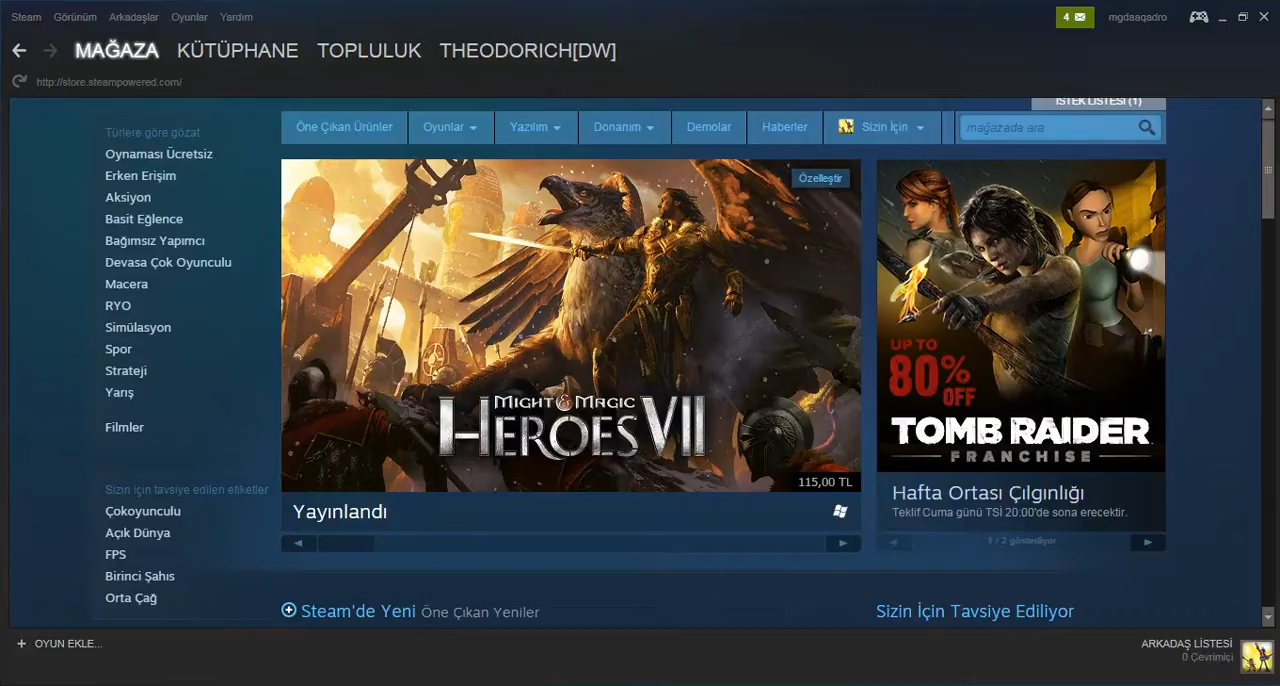 Steam Görünüm Arkadaşlar Oyunlar Yardım
4 mgdaaqadro
MAĞAZA KÜTÜPHANE TOPLULUK THEODORICH[DW]
http://store.steampowered.com/
İSTEK LİSTESİ (1)
Öne Çıkan Ürünler Oyunlar Yazılım Donanım Demolar Haberler Sizin İçin mağazada ara
Türlere göre gözat
Oynaması Ücretsiz
Erken Erişim
Aksiyon
Basit Eğlence
Bağımsız Yapımcı
Devasa Çok Oyunculu
Macera
RYO
Simülasyon
Spor
Strateji
Yarış
Filmler
Sizin için tavsiye edilen etiketler
Çokoyunculu
Açık Dünya
FPS
Birinci Şahıs
Orta Çağ
Özelleştir
MIGHT & MAGIC
HEROES VII
115,00 TL
Yayınlandı
UP TO
80%
OFF
TOMB RAIDER
FRANCHISE
Hafta Ortası Çılgınlığı
Teklif Cuma günü TSİ 20:00'de sona erecektir.
1 / 2 gösteriliyor
Steam'de Yeni Öne Çıkan Yeniler
Sizin İçin Tavsiye Ediliyor
+ OYUN EKLE...
ARKADAŞ LİSTESİ
0 Çevrimiçi